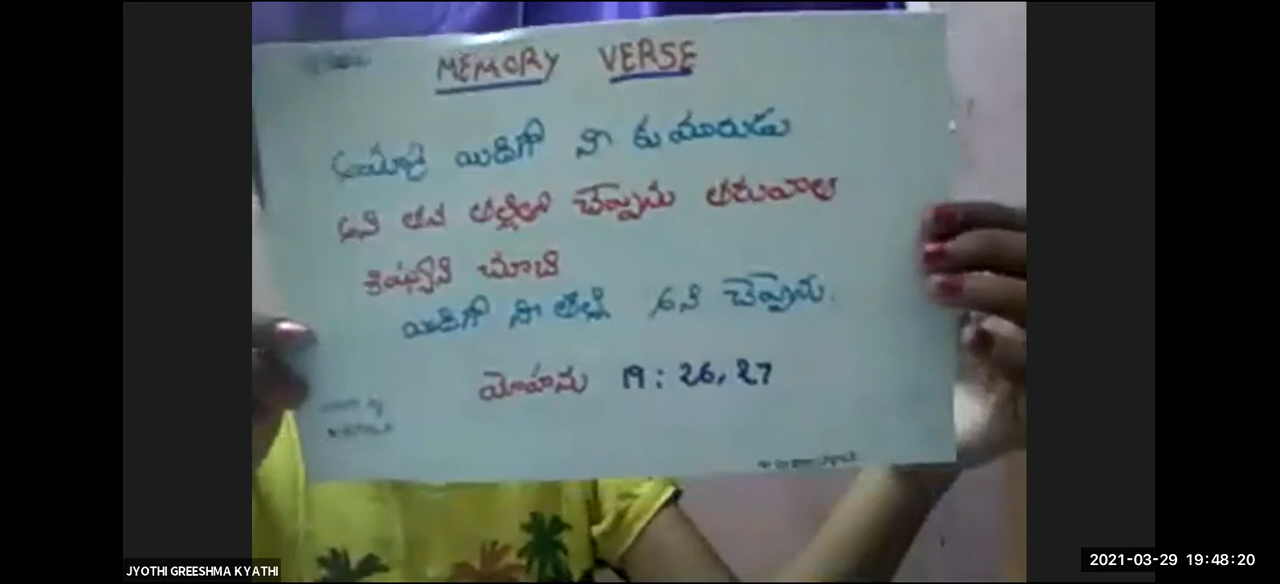 MEMORY VERSE
అమ్మా యిదిగో నా కుమారుడు
అని తన తల్లితో చెప్పెను తరువాత
శిష్యుని చూచి
యిదిగో నీ తల్లి అని చెప్పెను.
యోహాను 19 : 26, 27
JYOTHI GREESHMA KYATHI
2021-03-29 19:48:20